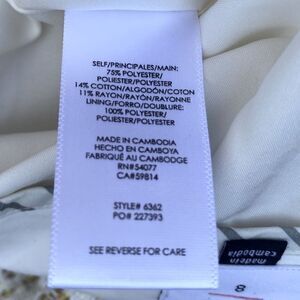 SELF/PRINCIPALES/MAIN:
75% POLYESTER/
POLIESTER/POLYESTER
14% COTTON/ALGODÓN/COTON
11% RAYON/RAYÓN/RAYONNE
LINING/FORRO/DOUBLURE:
100% POLYESTER/
POLIESTER/POLYESTER
MADE IN CAMBODIA
HECHO EN CAMBOYA
FABRIQUÉ AU CAMBODGE
RN#54077
CA#59814
STYLE# 6362
PO# 227393
SEE REVERSE FOR CARE
made in
cambodia
8